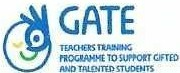 GATE
TEACHERS TRAINING
PROGRAMME TO SUPPORT GIFTED
AND TALENTED STUDENTS